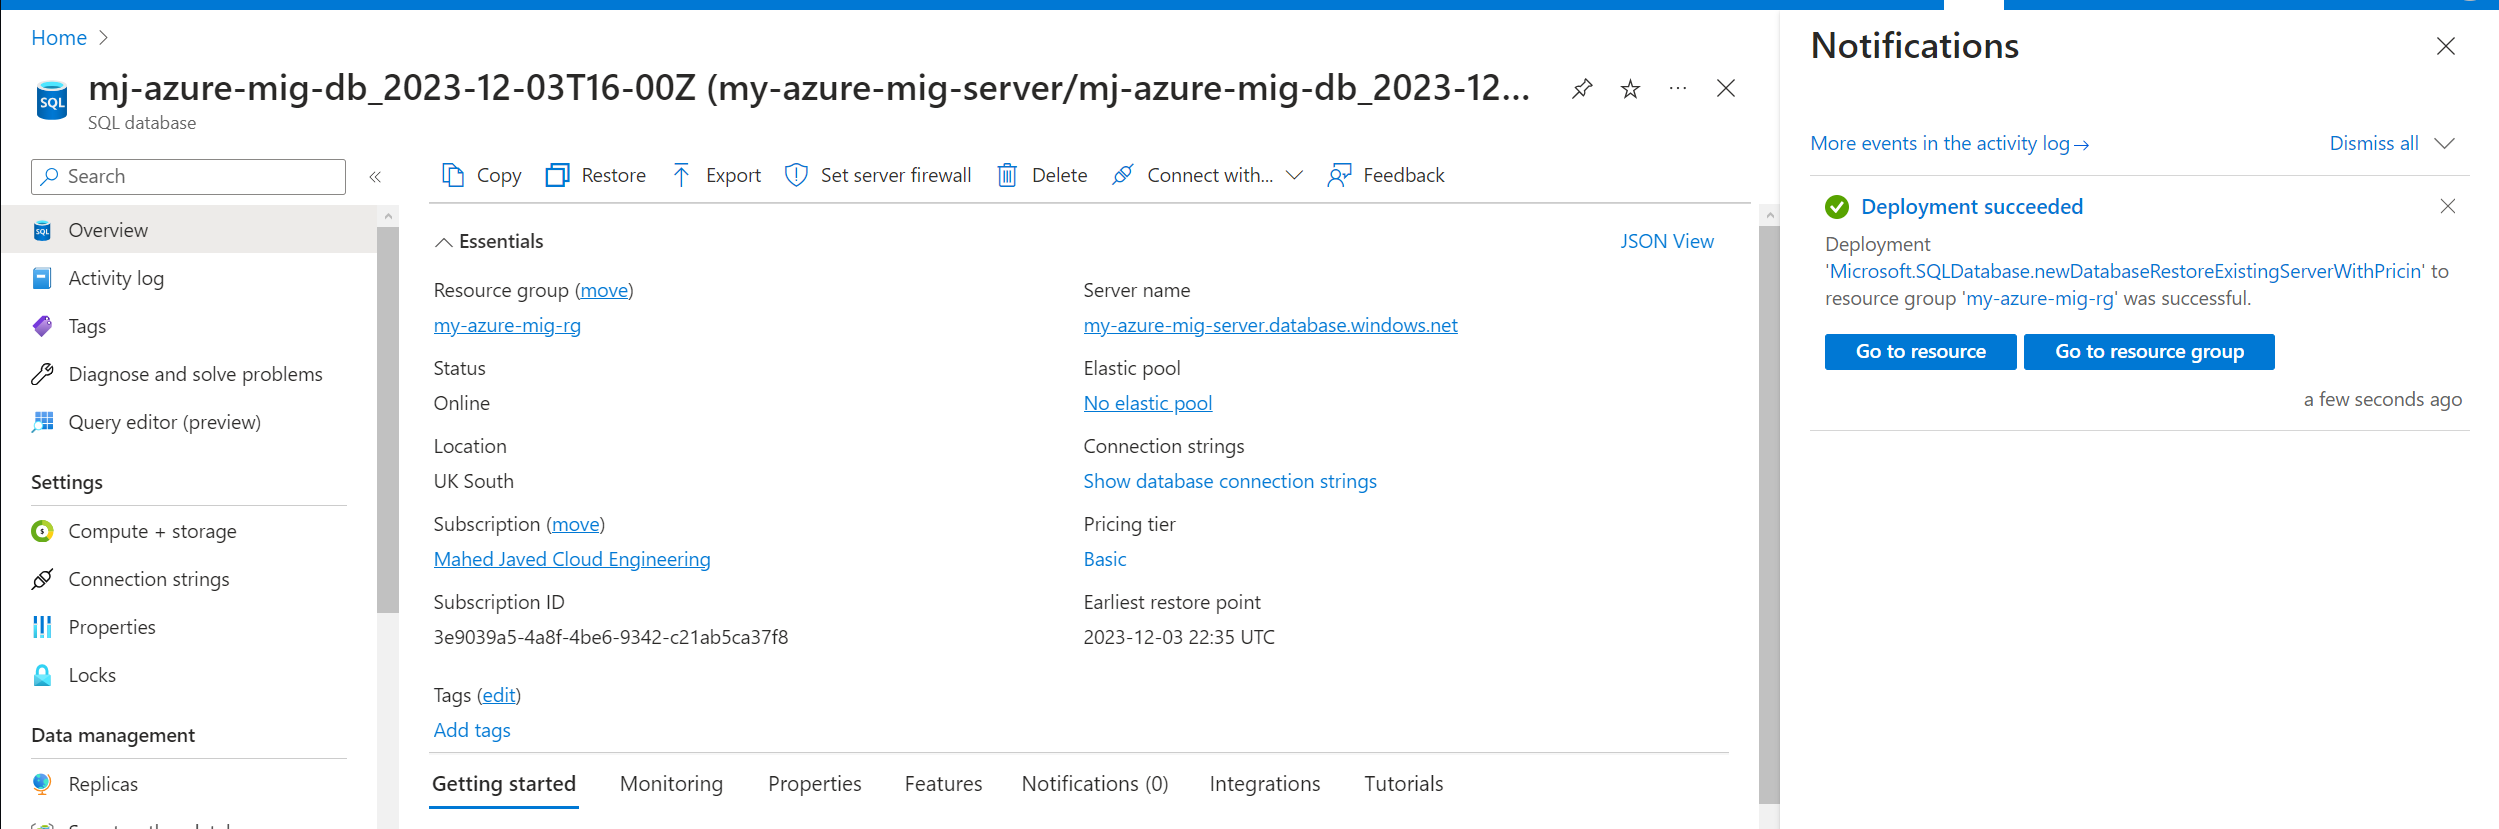 Home
mj-azure-mig-db_2023-12-03T16-00Z (my-azure-mig-server/mj-azure-mig-db_2023-12...
SQL database
Search
Overview
Activity log
Tags
Diagnose and solve problems
Query editor (preview)
Settings
Compute + storage
Connection strings
Properties
Locks
Data management
Replicas
Copy
Restore
Export
Set server firewall
Delete
Connect with...
Feedback
Essentials
JSON View
Resource group (move)
my-azure-mig-rg
Status
Online
Location
UK South
Subscription (move)
Mahed Javed Cloud Engineering
Subscription ID
3e9039a5-4a8f-4be6-9342-c21ab5ca37f8
Server name
my-azure-mig-server.database.windows.net
Elastic pool
No elastic pool
Connection strings
Show database connection strings
Pricing tier
Basic
Earliest restore point
2023-12-03 22:35 UTC
Tags (edit)
Add tags
Getting started
Monitoring
Properties
Features
Notifications (0)
Integrations
Tutorials
Notifications
More events in the activity log→
Dismiss all
Deployment succeeded
Deployment
'Microsoft.SQLDatabase.newDatabaseRestoreExistingServerWithPricin' to
resource group 'my-azure-mig-rg' was successful.
Go to resource
Go to resource group
a few seconds ago